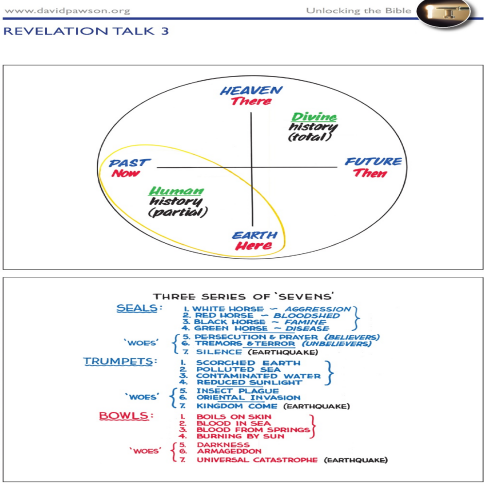 www.davidpawson.org Unlocking the Bible
REVELATION TALK 3
HEAVEN
There
Divine
history
(total)
PAST
Now
FUTURE
Then
Human
history
(partial)
EARTH
Here
THREE SERIES OF 'SEVENS'
SEALS: 1. WHITE HORSE ~ AGGRESSION
2. RED HORSE ~ BLOODSHED
3. BLACK HORSE ~ FAMINE
4. GREEN HORSE ~ DISEASE
5. PERSECUTION & PRAYER (BELIEVERS)
'WOES' 6. TREMORS & TERROR (UNBELIEVERS)
7. SILENCE (EARTHQUAKE)
TRUMPETS: 1. SCORCHED EARTH
2. POLLUTED SEA
3. CONTAMINATED WATER
4. REDUCED SUNLIGHT
5. INSECT PLAGUE
'WOES' 6. ORIENTAL INVASION
7. KINGDOM COME (EARTHQUAKE)
BOWLS: 1. BOILS ON SKIN
2. BLOOD IN SEA
3. BLOOD FROM SPRINGS
4. BURNING BY SUN
5. DARKNESS
'WOES' 6. ARMAGEDDON
7. UNIVERSAL CATASTROPHE (EARTHQUAKE)